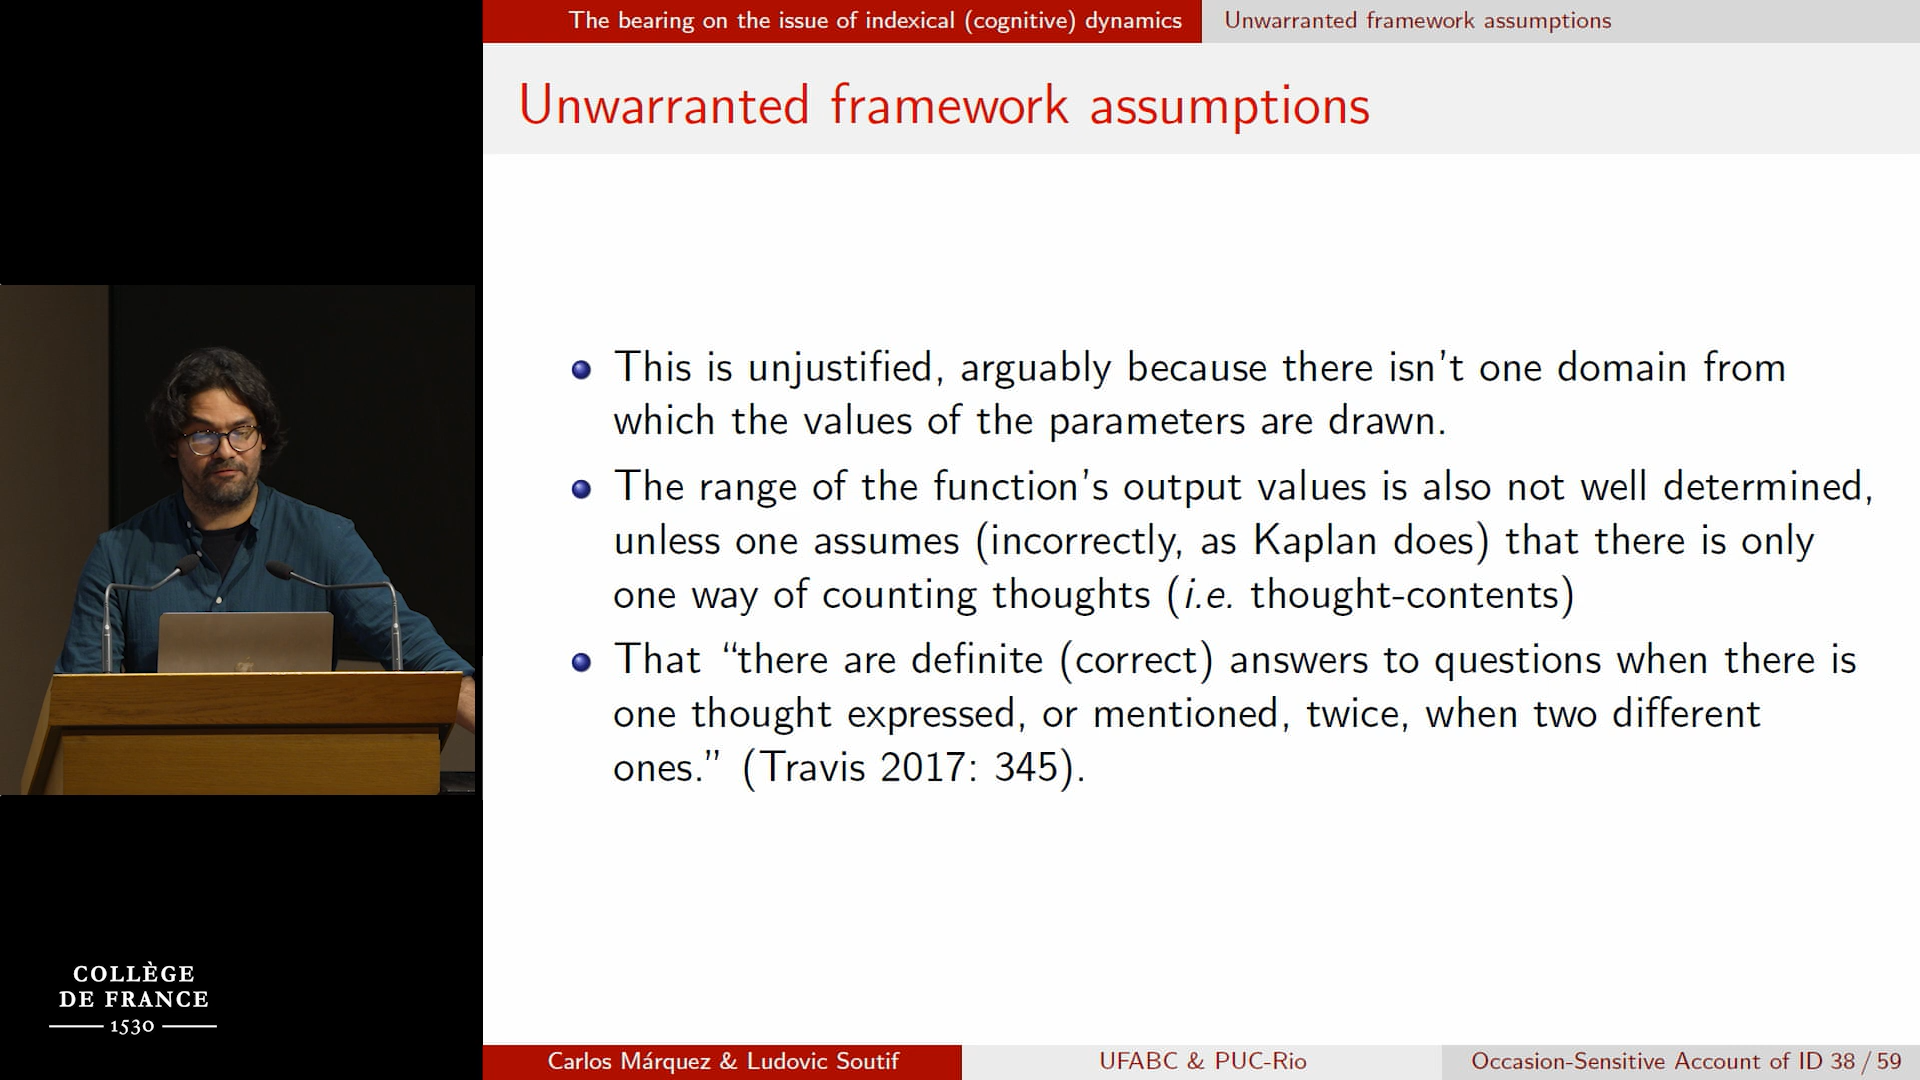 The bearing on the issue of indexical (cognitive) dynamics
Unwarranted framework assumptions
Unwarranted framework assumptions
This is unjustified, arguably because there isn't one domain from
which the values of the parameters are drawn.
The range of the function's output values is also not well determined,
unless one assumes (incorrectly, as Kaplan does) that there is only
one way of counting thoughts (i.e. thought-contents)
That “there are definite (correct) answers to questions when there is
one thought expressed, or mentioned, twice, when two different
ones.” (Travis 2017: 345).
COLLÈGE
DE FRANCE
1530
Carlos Márquez & Ludovic Soutif
UFABC & PUC-Rio
Occasion-Sensitive Account of ID 38 / 59